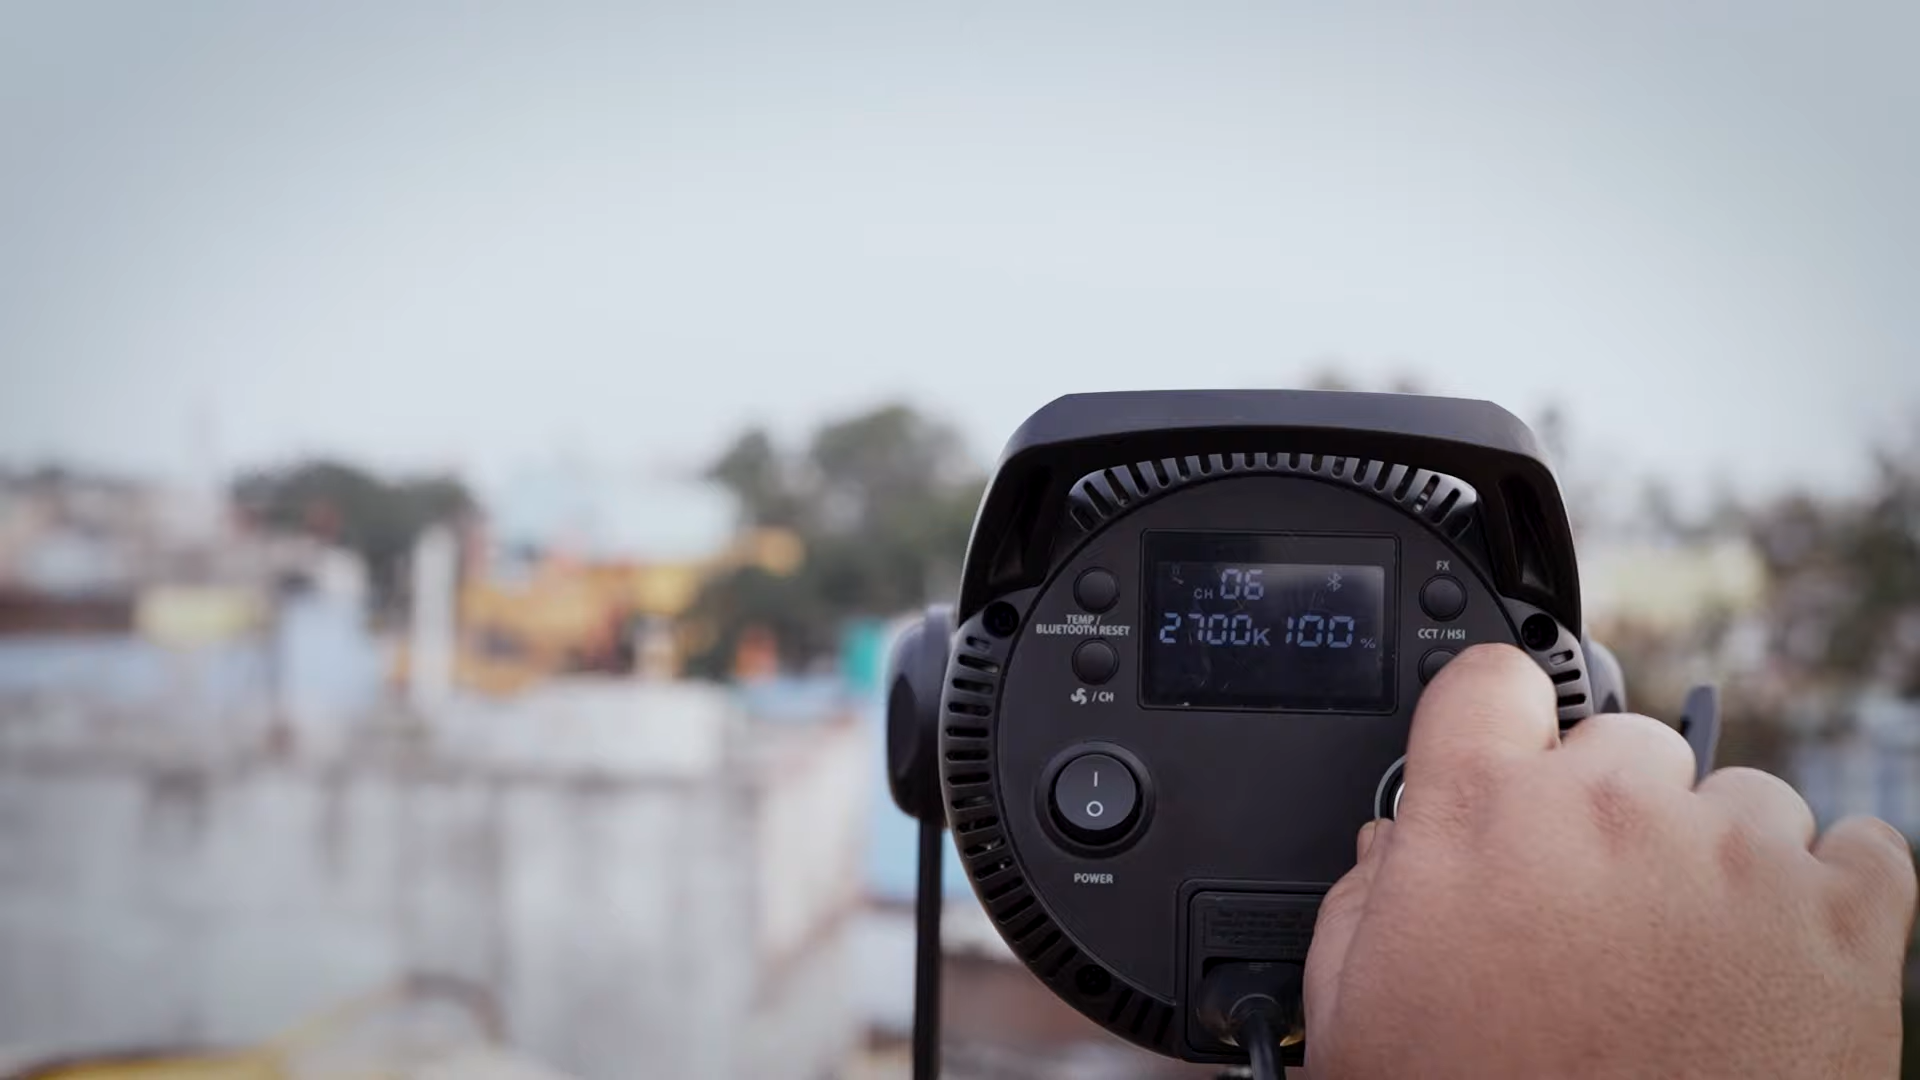 CH 06
2700K 100 %
FX
TEMP /
BLUETOOTH RESET
CCT / HSI
/ CH
I
O
POWER